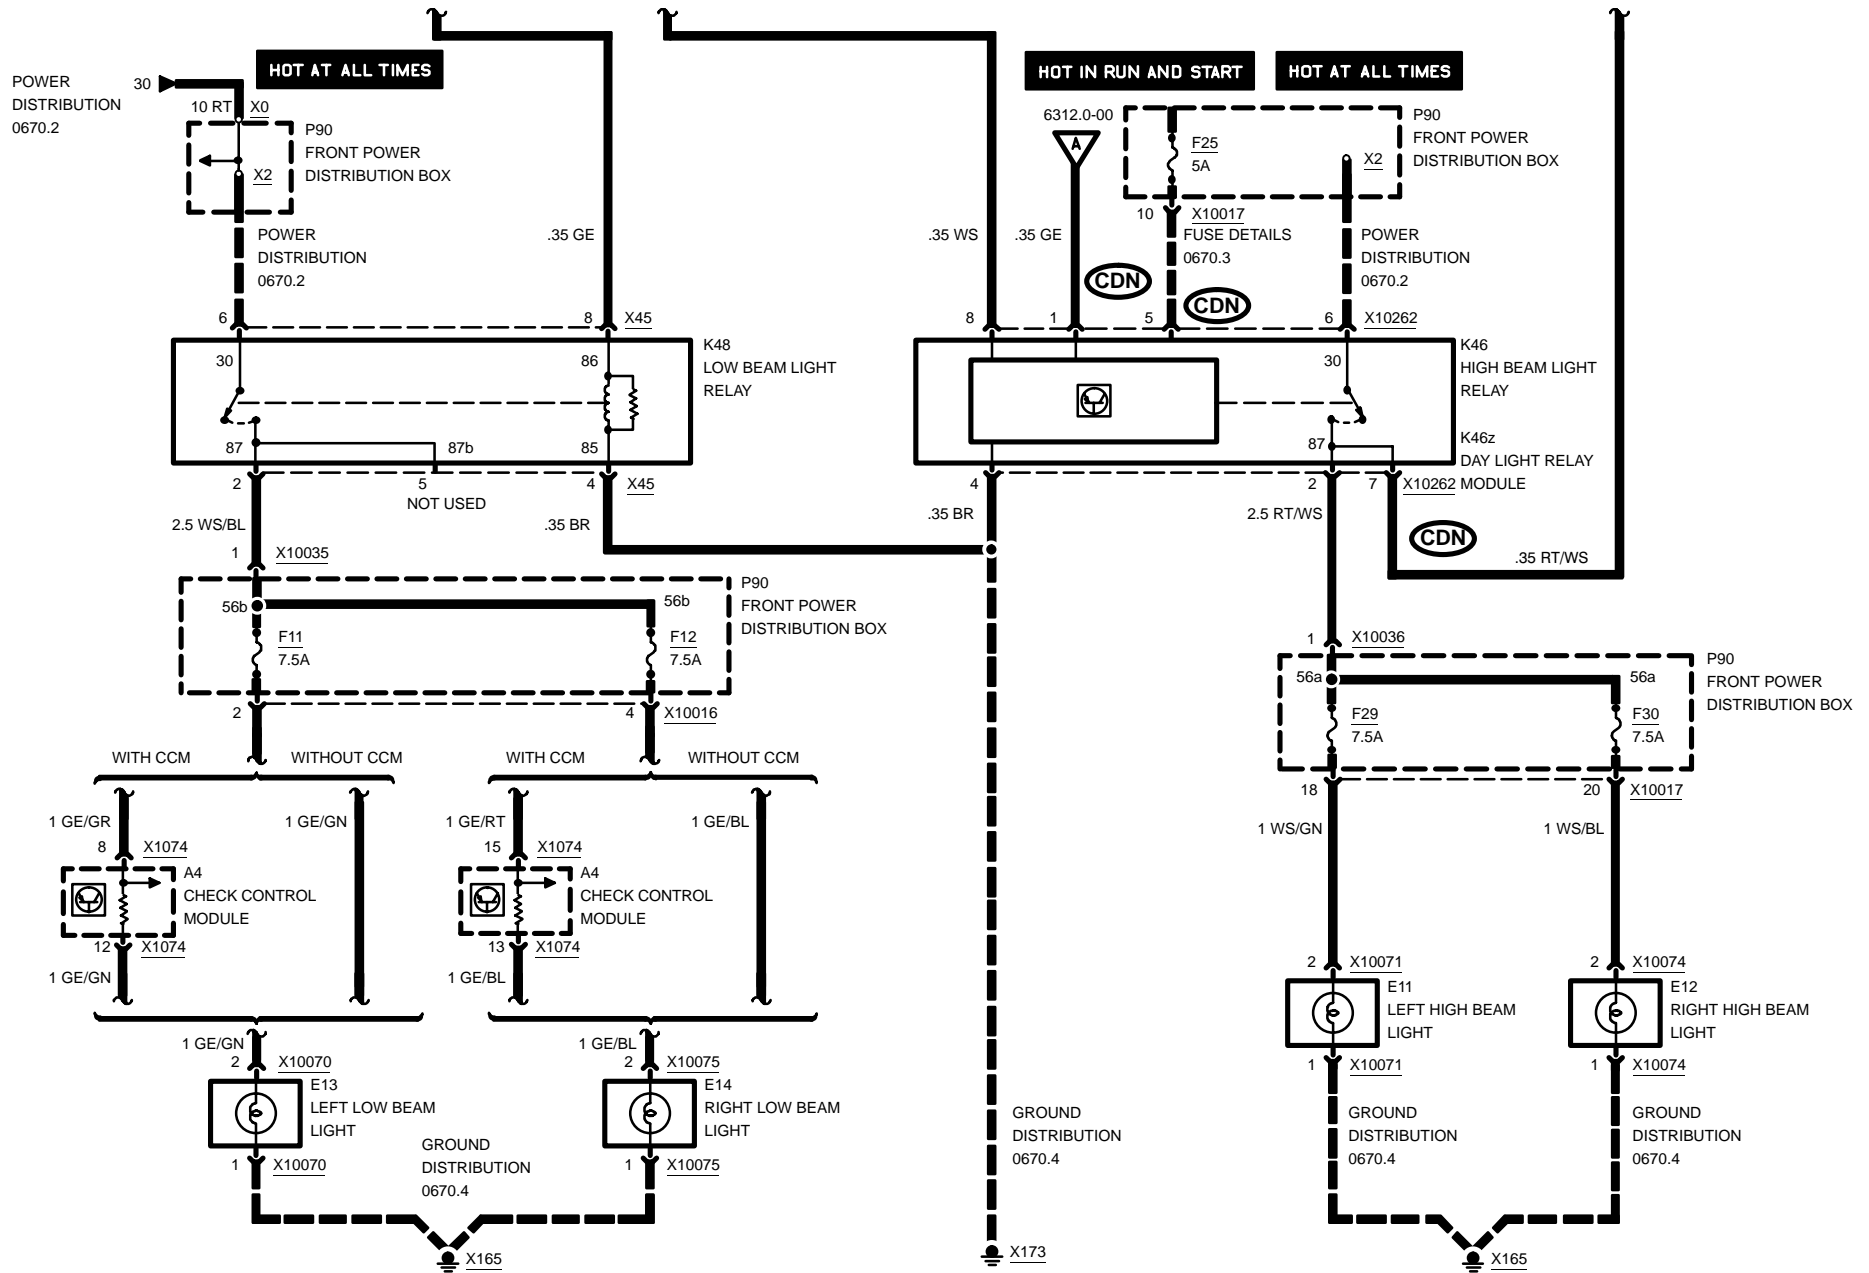 HOT AT ALL TIMES
POWER
DISTRIBUTION
0670.2
30
10 RT
X0
P90
FRONT POWER
DISTRIBUTION BOX
X2
POWER
DISTRIBUTION
0670.2
.35 GE
6
8
X45
30
86
K48
LOW BEAM LIGHT
RELAY
87
87b
85
2
5
4
X45
NOT USED
2.5 WS/BL
.35 BR
1
X10035
56b
56b
P90
FRONT POWER
DISTRIBUTION BOX
F11
7.5A
F12
7.5A
2
4
X10016
WITH CCM
WITHOUT CCM
WITH CCM
WITHOUT CCM
1 GE/GR
1 GE/GN
1 GE/RT
1 GE/BL
8
X1074
15
X1074
A4
CHECK CONTROL
MODULE
A4
CHECK CONTROL
MODULE
12
X1074
13
X1074
1 GE/GN
1 GE/BL
1 GE/GN
1 GE/BL
2
X10070
2
X10075
E13
LEFT LOW BEAM
LIGHT
E14
RIGHT LOW BEAM
LIGHT
1
X10070
1
X10075
GROUND
DISTRIBUTION
0670.4
X165
HOT IN RUN AND START
HOT AT ALL TIMES
6312.0-00
A
F25
5A
X2
P90
FRONT POWER
DISTRIBUTION BOX
10
X10017
FUSE DETAILS
0670.3
POWER
DISTRIBUTION
0670.2
.35 WS
.35 GE
CDN
CDN
8
1
5
6
X10262
30
K46
HIGH BEAM LIGHT
RELAY
K46z
DAY LIGHT RELAY
MODULE
87
4
2
7
X10262
.35 BR
2.5 RT/WS
CDN
.35 RT/WS
1
X10036
56a
56a
P90
FRONT POWER
DISTRIBUTION BOX
F29
7.5A
F30
7.5A
18
20
X10017
1 WS/GN
1 WS/BL
2
X10071
2
X10074
E11
LEFT HIGH BEAM
LIGHT
E12
RIGHT HIGH BEAM
LIGHT
1
X10071
1
X10074
GROUND
DISTRIBUTION
0670.4
GROUND
DISTRIBUTION
0670.4
GROUND
DISTRIBUTION
0670.4
X173
X165